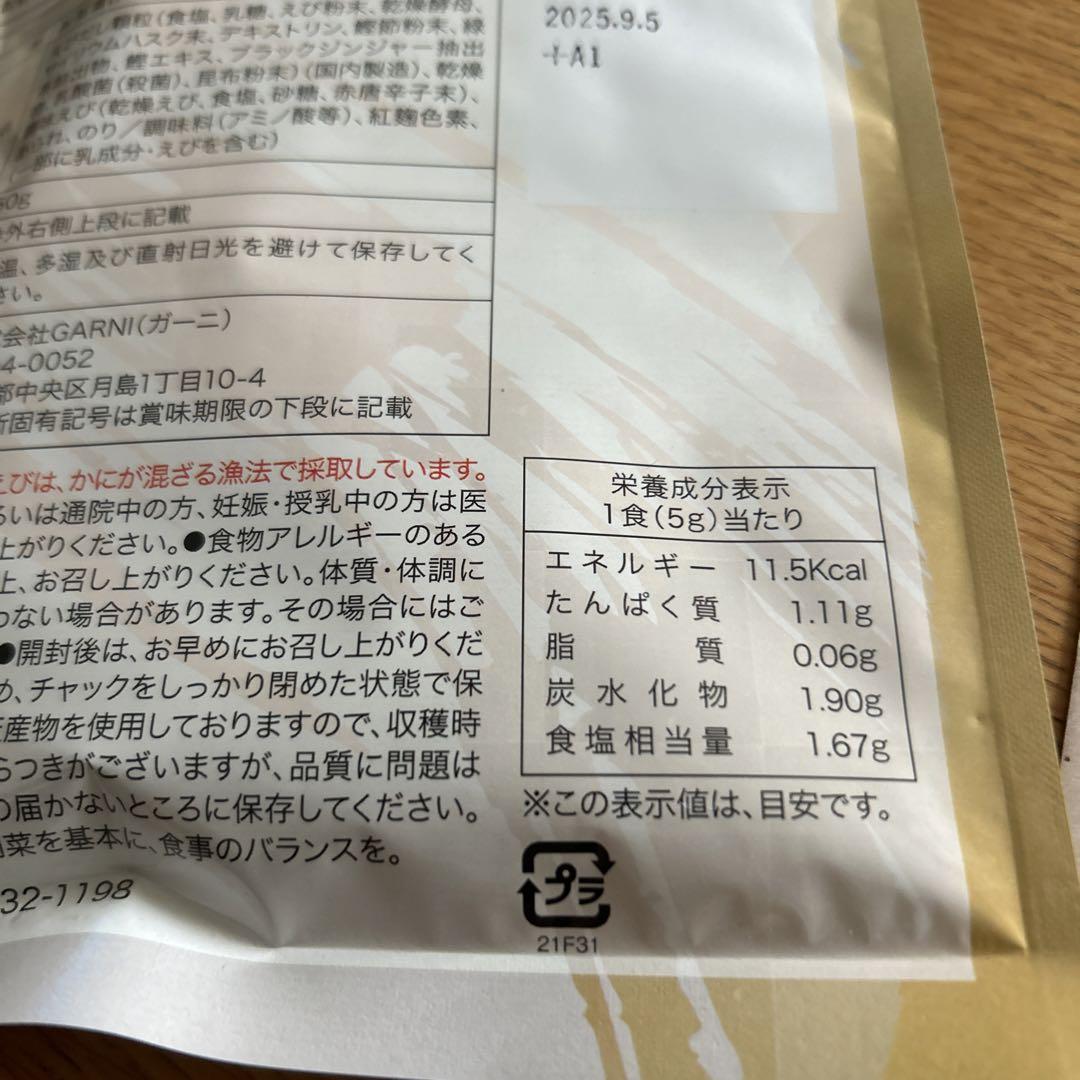 顆粒(食塩、乳糖、えび粉末、乾燥酵母、
ウムハスク末、デキストリン、鰹節粉末、緑
出物、鰹エキス、ブラックジンジャー抽出
乳酸菌(殺菌)、昆布粉末)(国内製造)、乾燥
えび(乾燥えび、食塩、砂糖、赤唐辛子末)、
られ、のり/調味料(アミノ酸等)、紅麹色素、
部に乳成分・えびを含む)
50g
外右側上段に記載
温、多湿及び直射日光を避けて保存してく
さい。
会社GARNI(ガーニ)
4-0052
都中央区月島1丁目10-4
所固有記号は賞味期限の下段に記載
2025.9.5
+A1
えびは、かにが混ざる漁法で採取しています。
るいは通院中の方、妊娠・授乳中の方は医
上がりください。●食物アレルギーのある
上、お召し上がりください。体質・体調に
わない場合があります。その場合にはご
●開封後は、お早めにお召し上がりくだ
め、チャックをしっかり閉めた状態で保
産物を使用しておりますので、収穫時
らつきがございますが、品質に問題は
の届かないところに保存してください。
菜を基本に、食事のバランスを。
32-1198
栄養成分表示
1食(5g)当たり
エネルギー 11.5Kcal
たんぱく質 1.11g
脂質 0.06g
炭水化物 1.90g
食塩相当量 1.67g
※この表示値は、目安です。
プラ
21F31